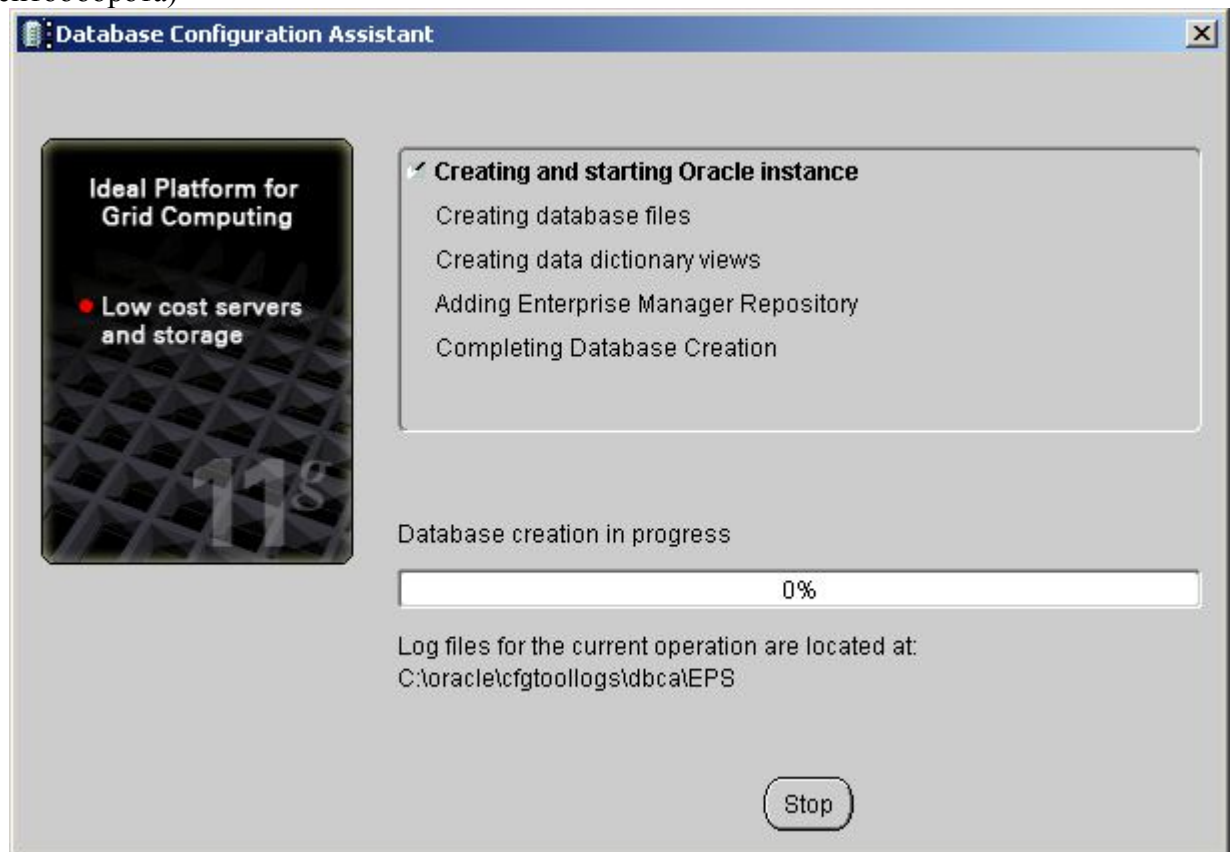 Database Configuration Assistant
Ideal Platform for
Grid Computing
Low cost servers
and storage
11g
Creating and starting Oracle instance
Creating database files
Creating data dictionary views
Adding Enterprise Manager Repository
Completing Database Creation
Database creation in progress
0%
Log files for the current operation are located at:
C:\oracle\cfgtoollogs\dbca\EPS
Stop